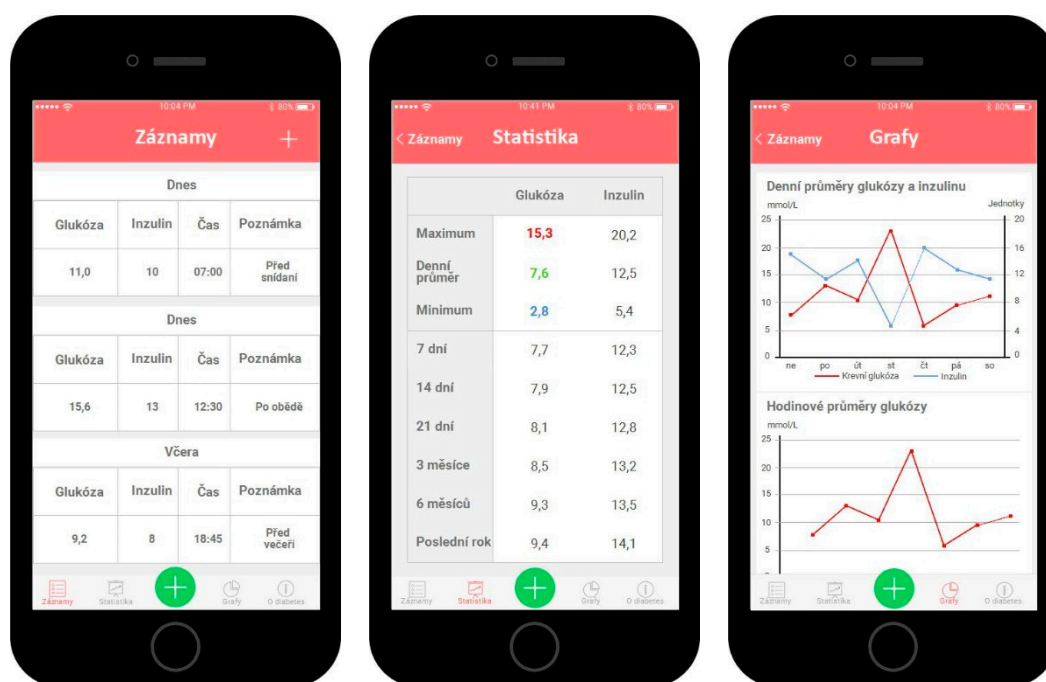 10:04 PM 80%
Záznamy +
Dnes
Glukóza Inzulin Čas Poznámka
11,0 10 07:00 Před snídaní
Dnes
Glukóza Inzulin Čas Poznámka
15,6 13 12:30 Po obědě
Včera
Glukóza Inzulin Čas Poznámka
9,2 8 18:45 Před večeří
Záznamy Statistika Grafy O diabetes
10:41 PM 80%
< Záznamy Statistika
Glukóza Inzulin
Maximum 15,3 20,2
Denní průměr 7,6 12,5
Minimum 2,8 5,4
7 dní 7,7 12,3
14 dní 7,9 12,5
21 dní 8,1 12,8
3 měsíce 8,5 13,2
6 měsíců 9,3 13,5
Poslední rok 9,4 14,1
Záznamy Statistika Grafy O diabetes
10:04 PM 80%
< Záznamy Grafy
Denní průměry glukózy a inzulinu
mmol/L Jednotky
25 20
20 16
15 12
10 8
5 4
0 0
ne po út st čt pá so
Krevní glukóza Inzulin
Hodinové průměry glukózy
mmol/L
25
20
15
10
5
Záznamy Statistika Grafy O diabetes